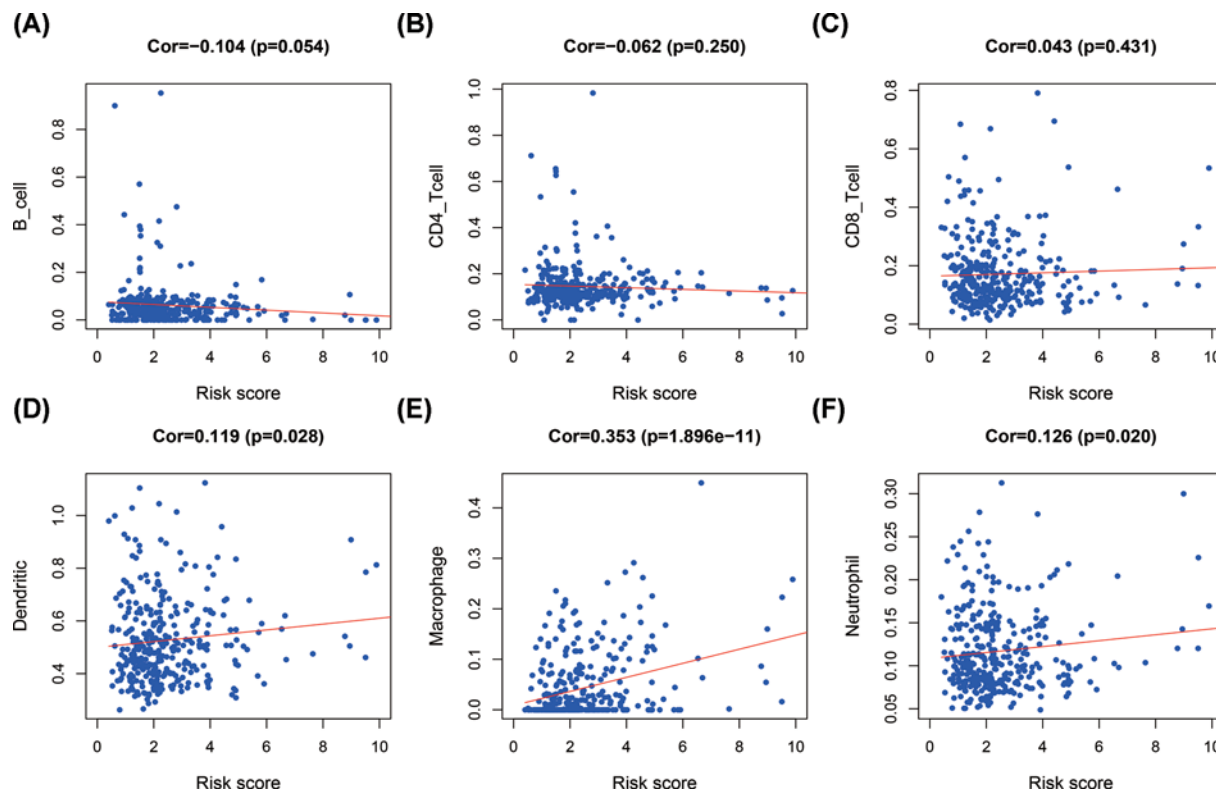 (A)
Cor=−0.104 (p=0.054)
B_cell
0.0 0.2 0.4 0.6 0.8
0 2 4 6 8 10
Risk score
(B)
Cor=−0.062 (p=0.250)
CD4_Tcell
0.0 0.2 0.4 0.6 0.8 1.0
0 2 4 6 8 10
Risk score
(C)
Cor=0.043 (p=0.431)
CD8_Tcell
0.0 0.2 0.4 0.6 0.8
0 2 4 6 8 10
Risk score
(D)
Cor=0.119 (p=0.028)
Dendritic
0.4 0.6 0.8 1.0
0 2 4 6 8 10
Risk score
(E)
Cor=0.353 (p=1.896e−11)
Macrophage
0.0 0.1 0.2 0.3 0.4
0 2 4 6 8 10
Risk score
(F)
Cor=0.126 (p=0.020)
Neutrophil
0.05 0.10 0.15 0.20 0.25 0.30
0 2 4 6 8 10
Risk score